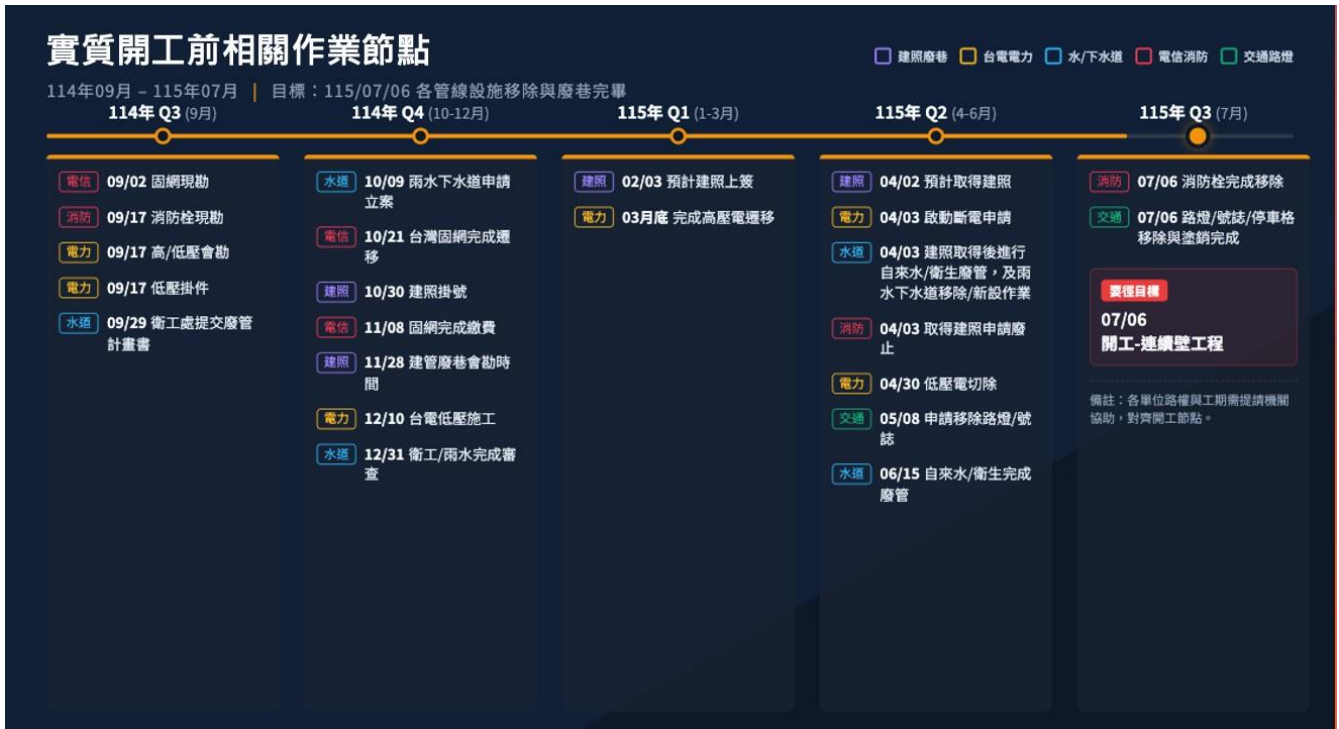 實質開工前相關作業節點
建照廢巷 台電電力 水/下水道 電信消防 交通路燈
114年09月 – 115年07月 | 目標：115/07/06 各管線設施移除與廢巷完畢
114年 Q3 (9月)
電信 09/02 固網現勘
消防 09/17 消防栓現勘
電力 09/17 高/低壓會勘
電力 09/17 低壓掛件
水道 09/29 衛工處提交廢管
計畫書
114年 Q4 (10-12月)
水道 10/09 雨水下水道申請
立案
電信 10/21 台灣固網完成遷
移
建照 10/30 建照掛號
電信 11/08 固網完成繳費
建照 11/28 建管廢巷會勘時
間
電力 12/10 台電低壓施工
水道 12/31 衛工/雨水完成審
查
115年 Q1 (1-3月)
建照 02/03 預計建照上簽
電力 03月底 完成高壓電遷移
115年 Q2 (4-6月)
建照 04/02 預計取得建照
電力 04/03 啟動斷電申請
水道 04/03 建照取得後進行
自來水/衛生廢管，及雨
水下水道移除/新設作業
消防 04/03 取得建照申請廢
止
電力 04/30 低壓電切除
交通 05/08 申請移除路燈/號
誌
水道 06/15 自來水/衛生完成
廢管
115年 Q3 (7月)
消防 07/06 消防栓完成移除
交通 07/06 路燈/號誌/停車格
移除與塗銷完成
要徑目標
07/06
開工-連續壁工程
備註：各單位路權與工期需提請機關
協助，對齊開工節點。